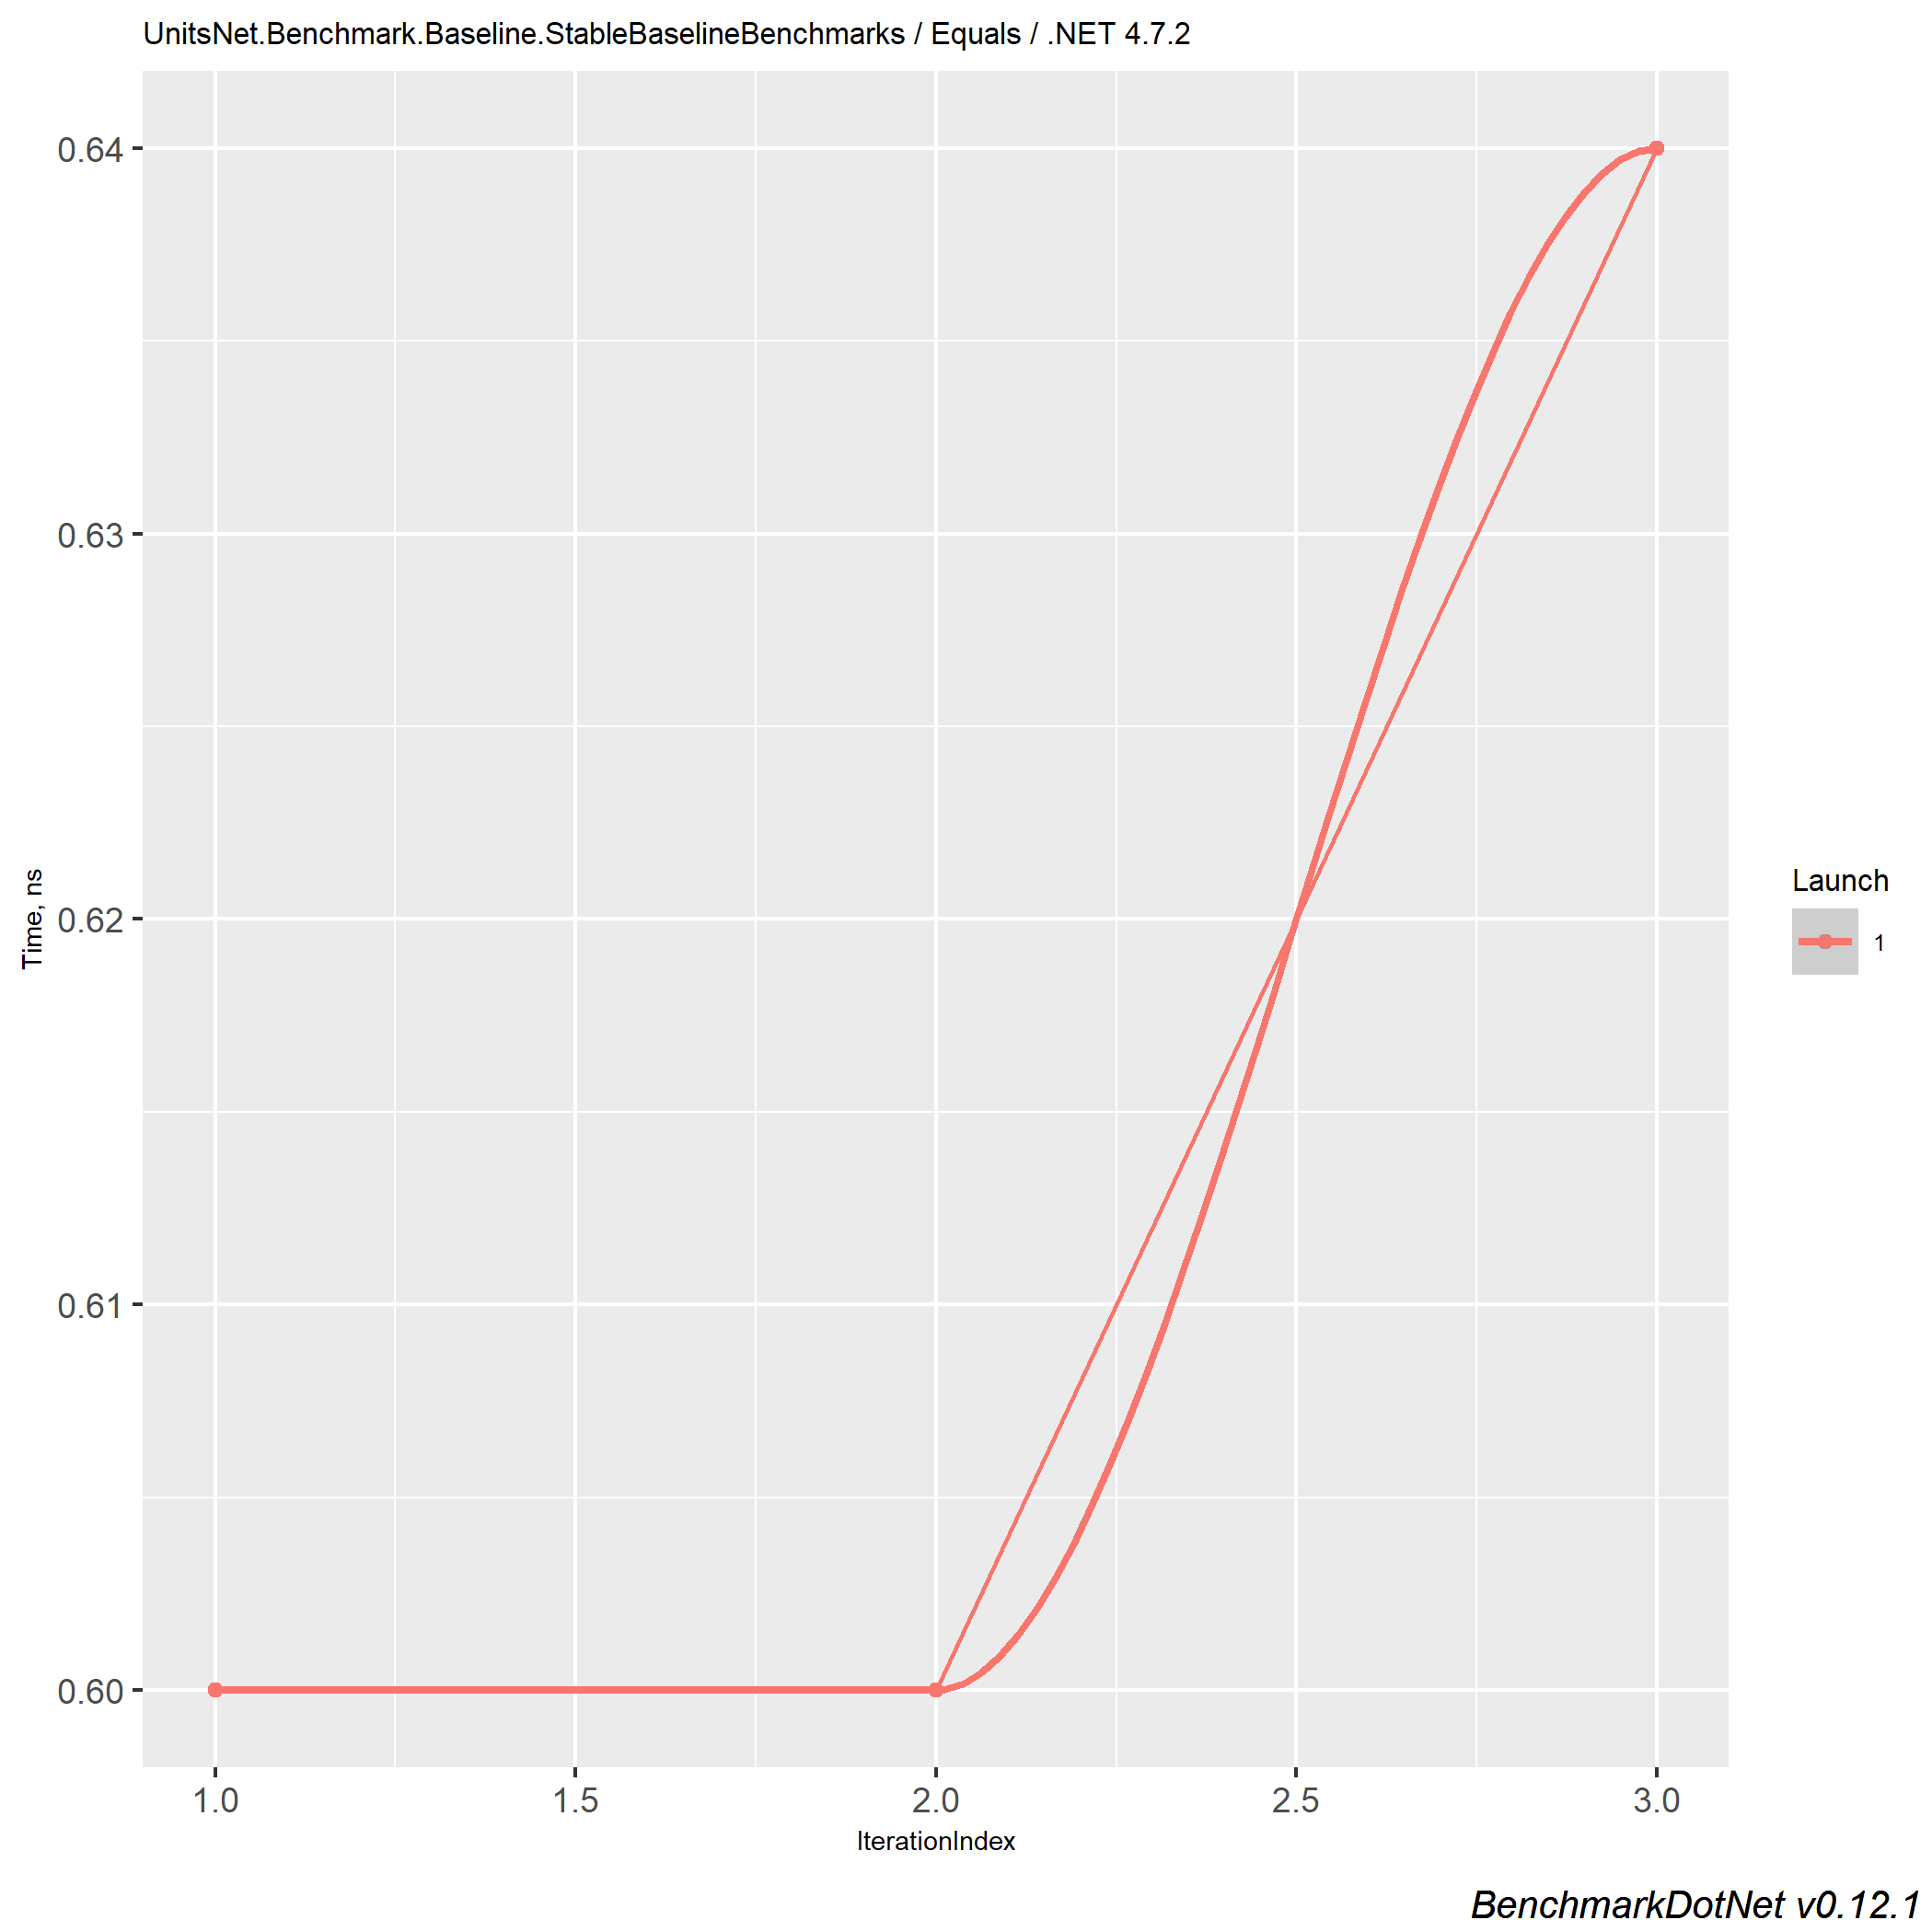 UnitsNet.Benchmark.Baseline.StableBaselineBenchmarks / Equals / .NET 4.7.2
Time, ns
0.64
0.63
0.62
0.61
0.60
1.0 1.5 2.0 2.5 3.0
IterationIndex
Launch
1
BenchmarkDotNet v0.12.1